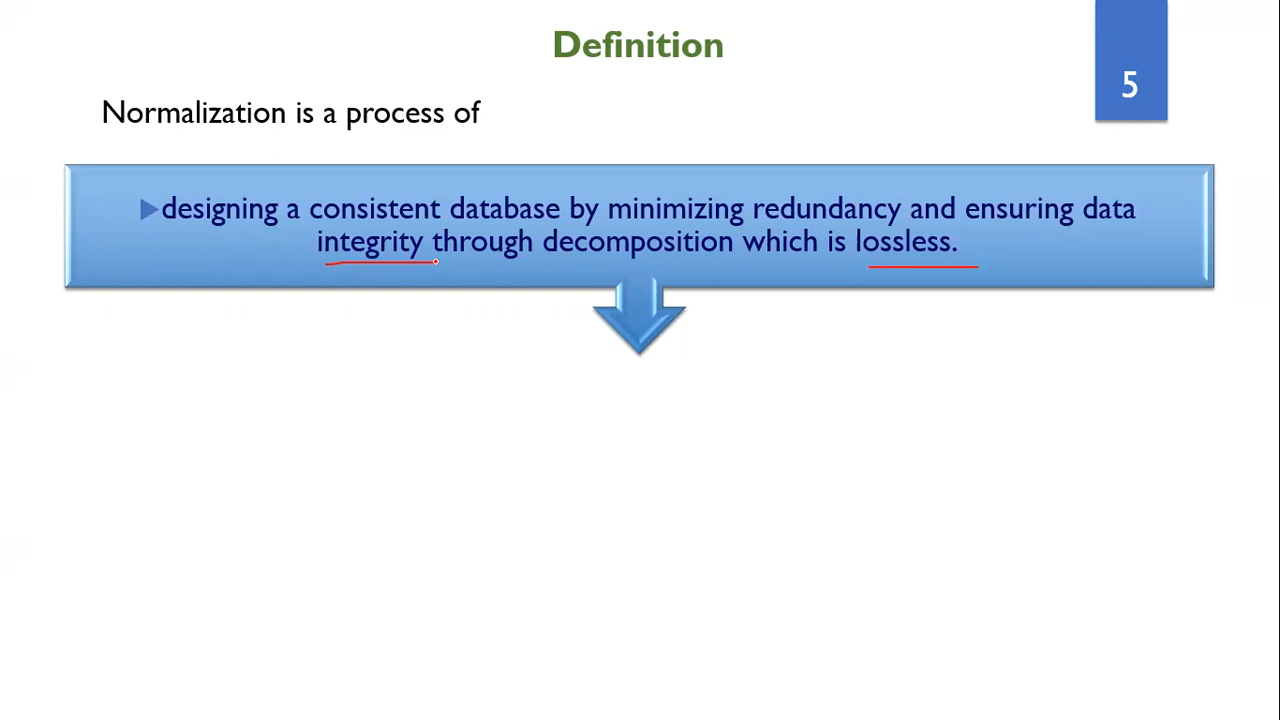 Definition
5
Normalization is a process of
designing a consistent database by minimizing redundancy and ensuring data
integrity through decomposition which is lossless.